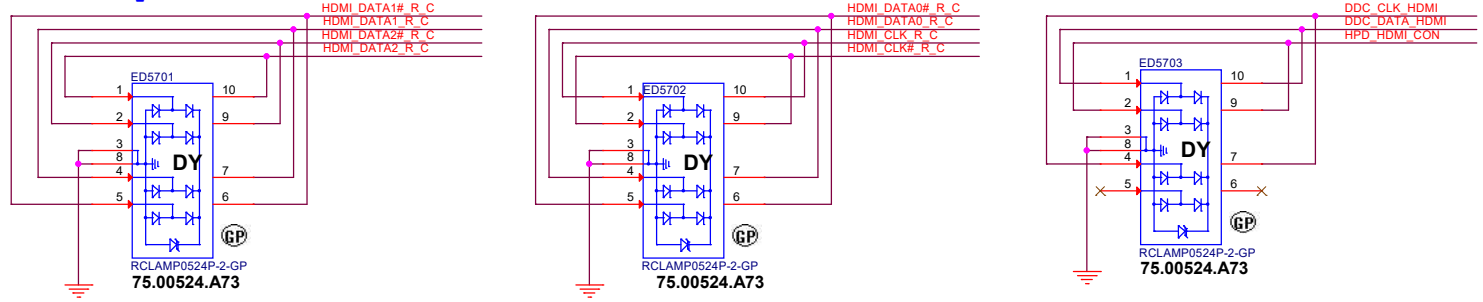 HDMI_DATA1#_R_C
HDMI_DATA1_R_C
HDMI_DATA2#_R_C
HDMI_DATA2_R_C
ED5701
1
2
3
8
4
5
10
9
7
6
DY
GP
RCLAMP0524P-2-GP
75.00524.A73
HDMI_DATA0#_R_C
HDMI_DATA0_R_C
HDMI_CLK_R_C
HDMI_CLK#_R_C
ED5702
1
2
3
8
4
5
10
9
7
6
DY
GP
RCLAMP0524P-2-GP
75.00524.A73
DDC_CLK_HDMI
DDC_DATA_HDMI
HPD_HDMI_CON
ED5703
1
2
3
8
4
5
10
9
7
6
DY
GP
RCLAMP0524P-2-GP
75.00524.A73